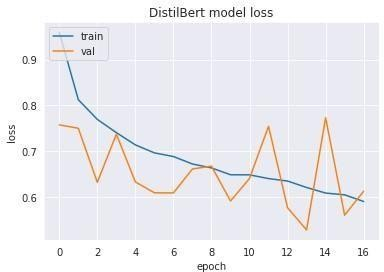 DistilBert model loss
train
val
loss
0.9
0.8
0.7
0.6
0 2 4 6 8 10 12 14 16
epoch